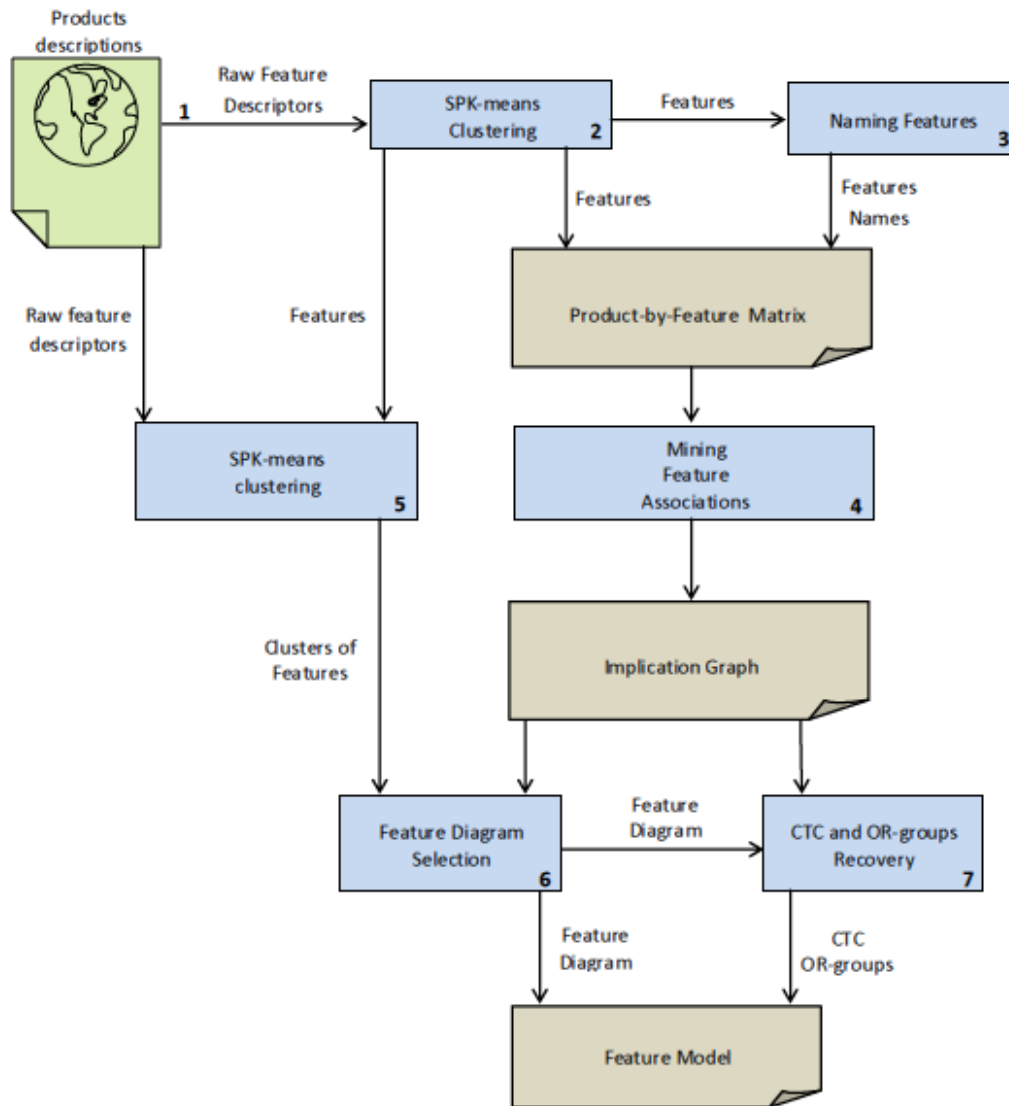 Products
descriptions
1
Raw Feature
Descriptors
SPK-means
Clustering
2
Features
Naming Features
3
Features
Features
Names
Raw feature
descriptors
Features
Product-by-Feature Matrix
SPK-means
clustering
5
Mining
Feature
Associations
4
Clusters of
Features
Implication Graph
Feature Diagram
Selection
6
Feature
Diagram
CTC and OR-groups
Recovery
7
Feature
Diagram
CTC
OR-groups
Feature Model